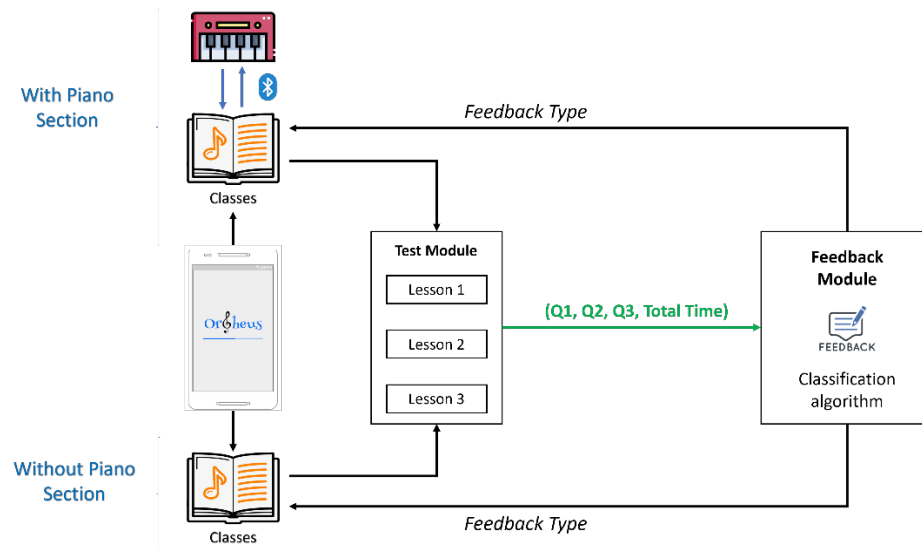 With Piano
Section
Feedback Type
Classes
Test Module
Lesson 1
Lesson 2
Lesson 3
Orpheus
(Q1, Q2, Q3, Total Time)
Feedback
Module
FEEDBACK
Classification
algorithm
Without Piano
Section
Classes
Feedback Type